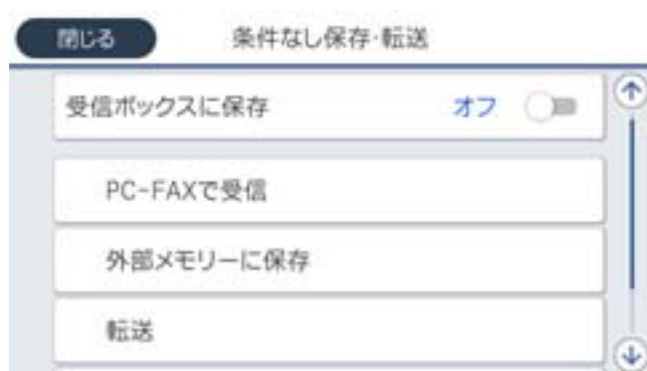 閉じる 条件なし保存・転送
受信ボックスに保存 オフ
PC-FAXで受信
外部メモリーに保存
転送